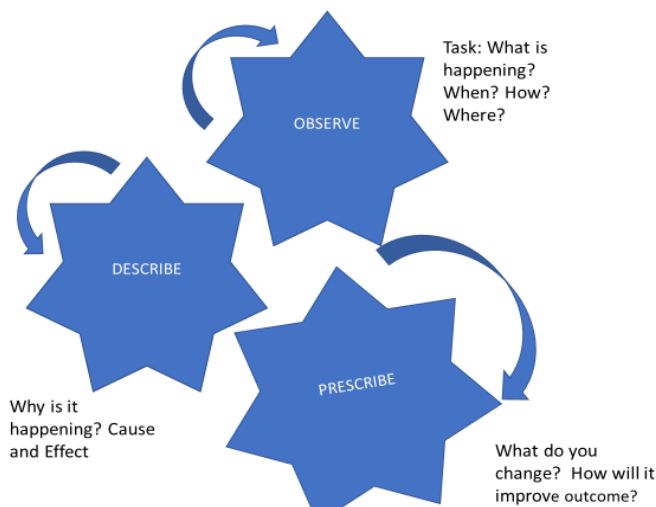 Task: What is
happening?
When? How?
Where?
OBSERVE
DESCRIBE
PRESCRIBE
Why is it
happening? Cause
and Effect
What do you
change?  How will it
improve outcome?